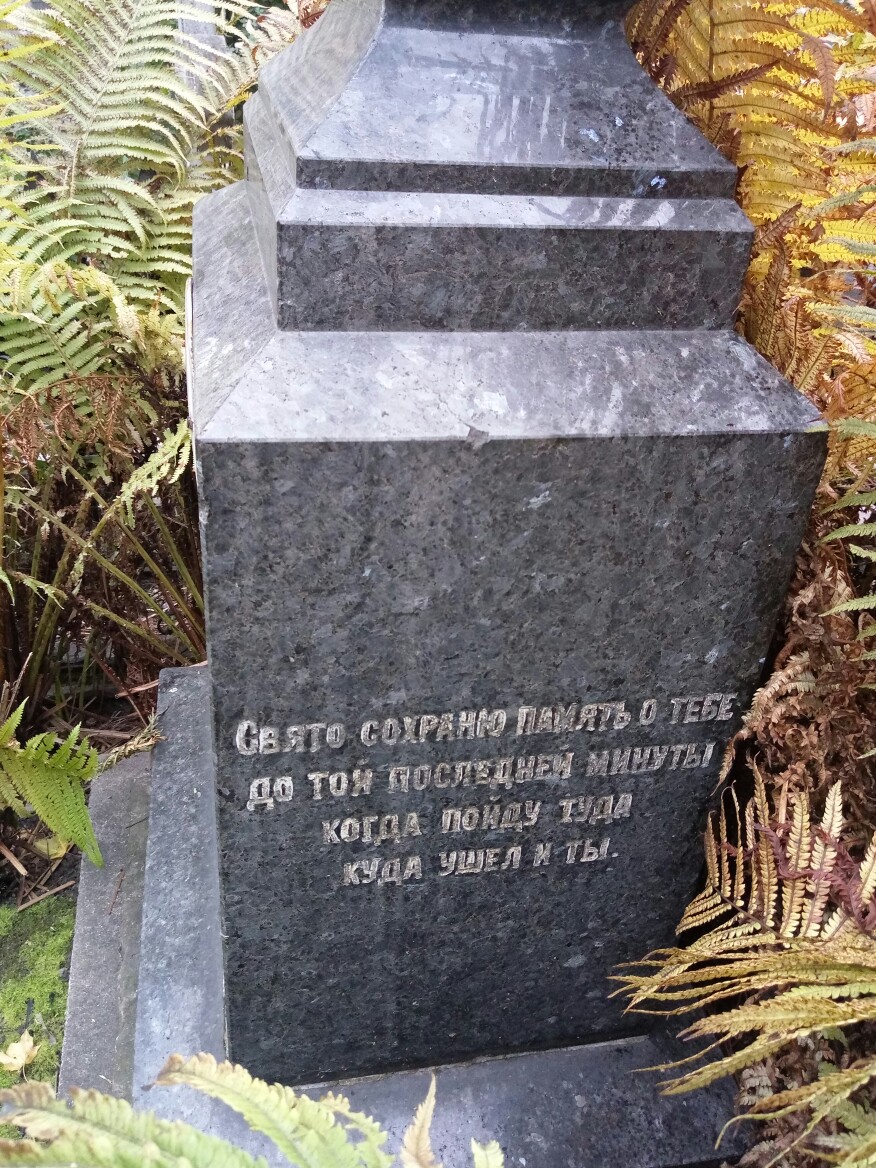 Свято сохраню память о тебе
до той последней минуты
когда пойду туда
куда ушел и ты.